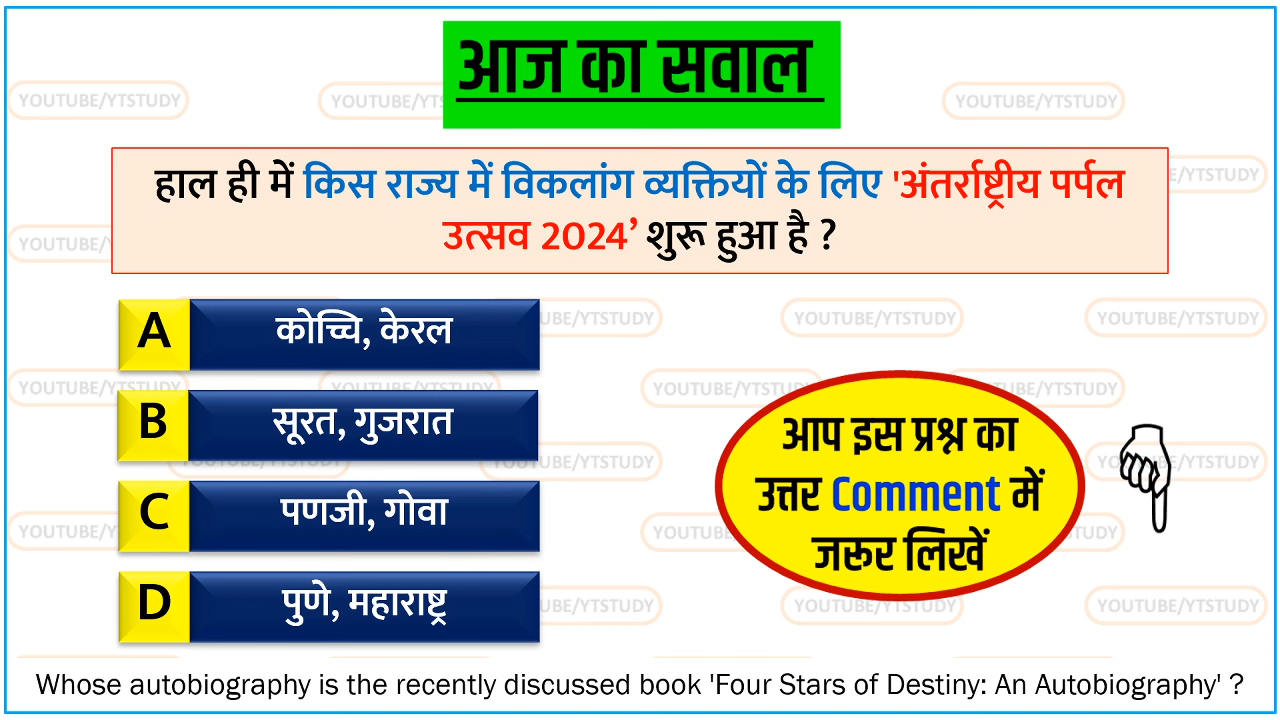 आज का सवाल
हाल ही में किस राज्य में विकलांग व्यक्तियों के लिए 'अंतर्राष्ट्रीय पर्पल
उत्सव 2024’ शुरू हुआ है ?
A कोच्चि, केरल
B सूरत, गुजरात
C पणजी, गोवा
D पुणे, महाराष्ट्र
आप इस प्रश्न का
उत्तर Comment में
जरूर लिखें
Whose autobiography is the recently discussed book 'Four Stars of Destiny: An Autobiography' ?
YOUTUBE/YTSTUDY